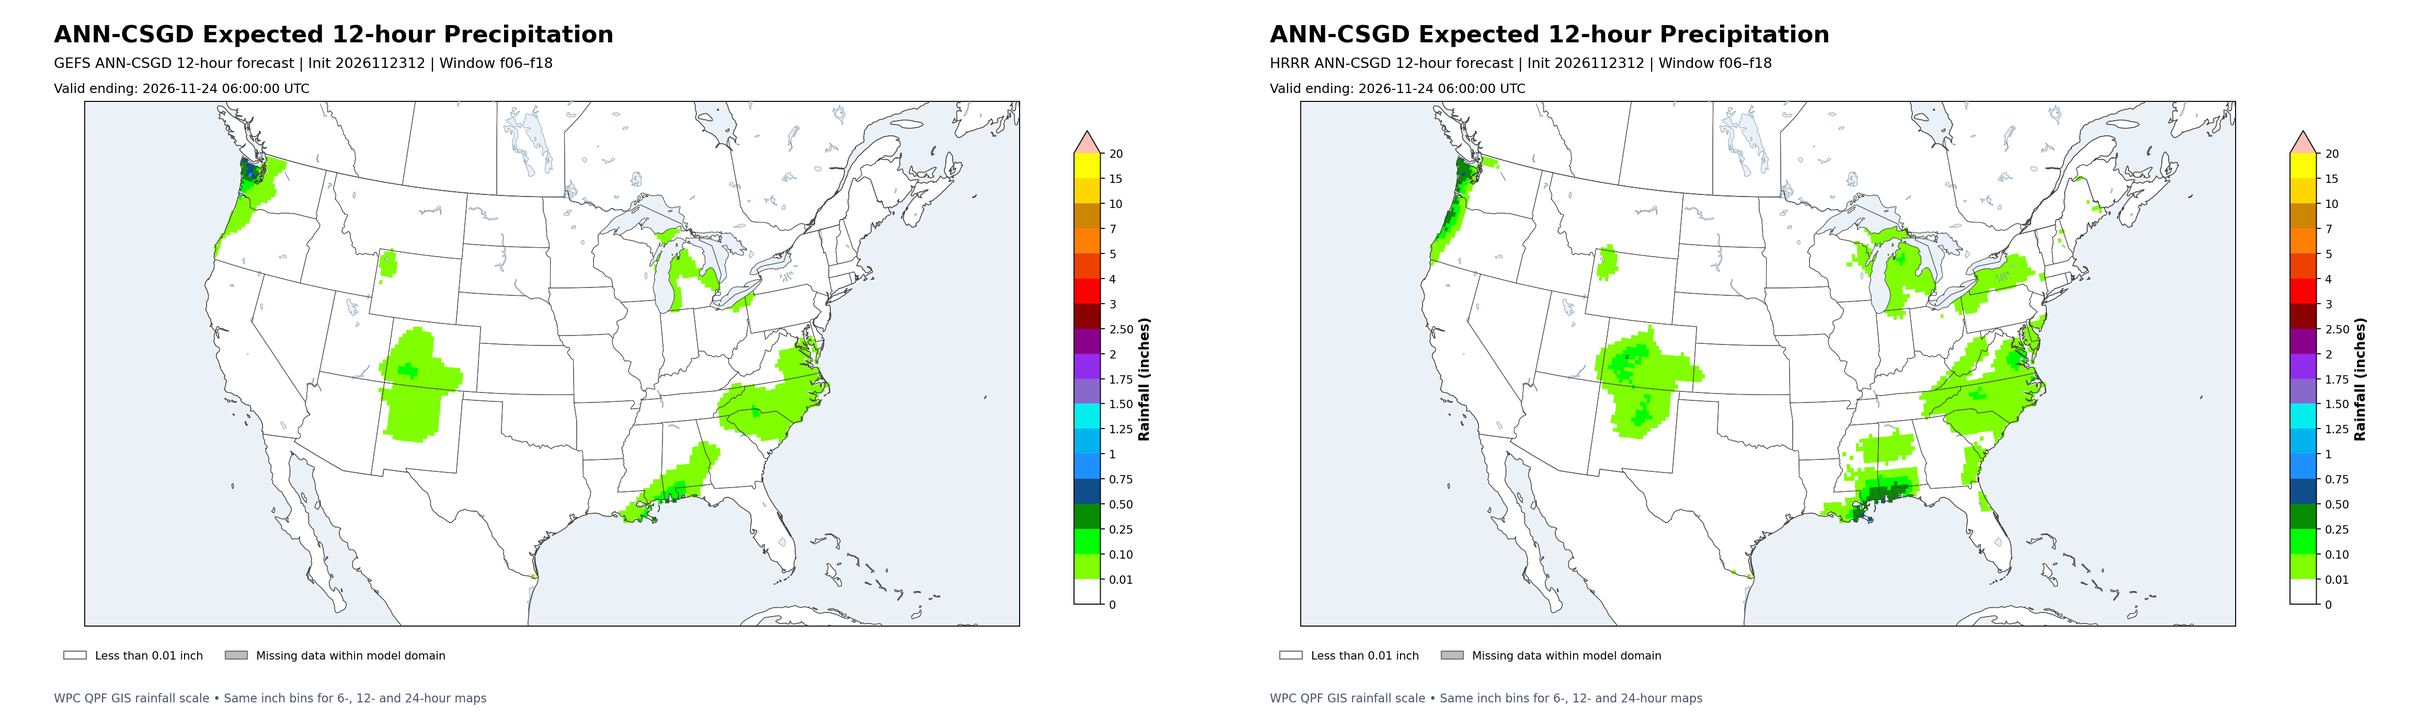 ANN-CSGD Expected 12-hour Precipitation
GEFS ANN-CSGD 12-hour forecast | Init 2026112312 | Window f06–f18
Valid ending: 2026-11-24 06:00:00 UTC
20
15
10
7
5
4
3
2.50
2
1.75
1.50
1.25
1
0.75
0.50
0.25
0.10
0.01
0
Rainfall (inches)
Less than 0.01 inch
Missing data within model domain
WPC QPF GIS rainfall scale • Same inch bins for 6-, 12- and 24-hour maps
ANN-CSGD Expected 12-hour Precipitation
HRRR ANN-CSGD 12-hour forecast | Init 2026112312 | Window f06–f18
Valid ending: 2026-11-24 06:00:00 UTC
20
15
10
7
5
4
3
2.50
2
1.75
1.50
1.25
1
0.75
0.50
0.25
0.10
0.01
0
Rainfall (inches)
Less than 0.01 inch
Missing data within model domain
WPC QPF GIS rainfall scale • Same inch bins for 6-, 12- and 24-hour maps